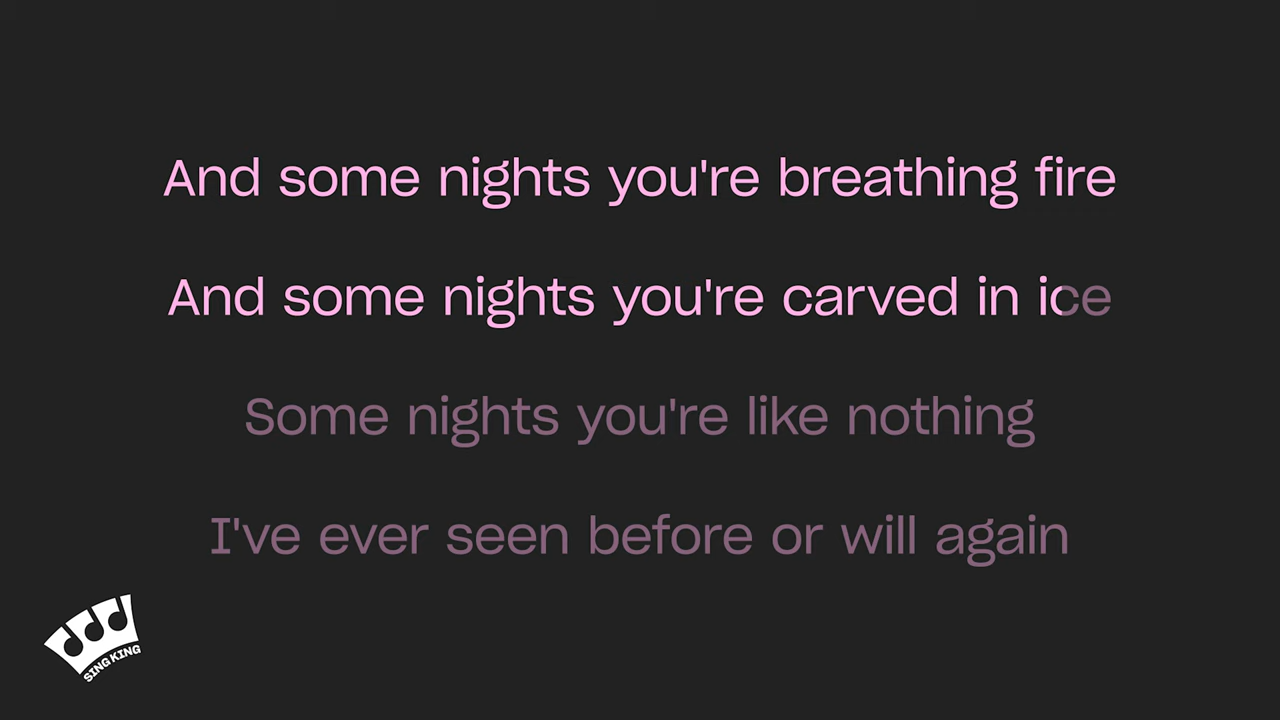 And some nights you're breathing fire
And some nights you're carved in ice
Some nights you're like nothing
I've ever seen before or will again
SING KING